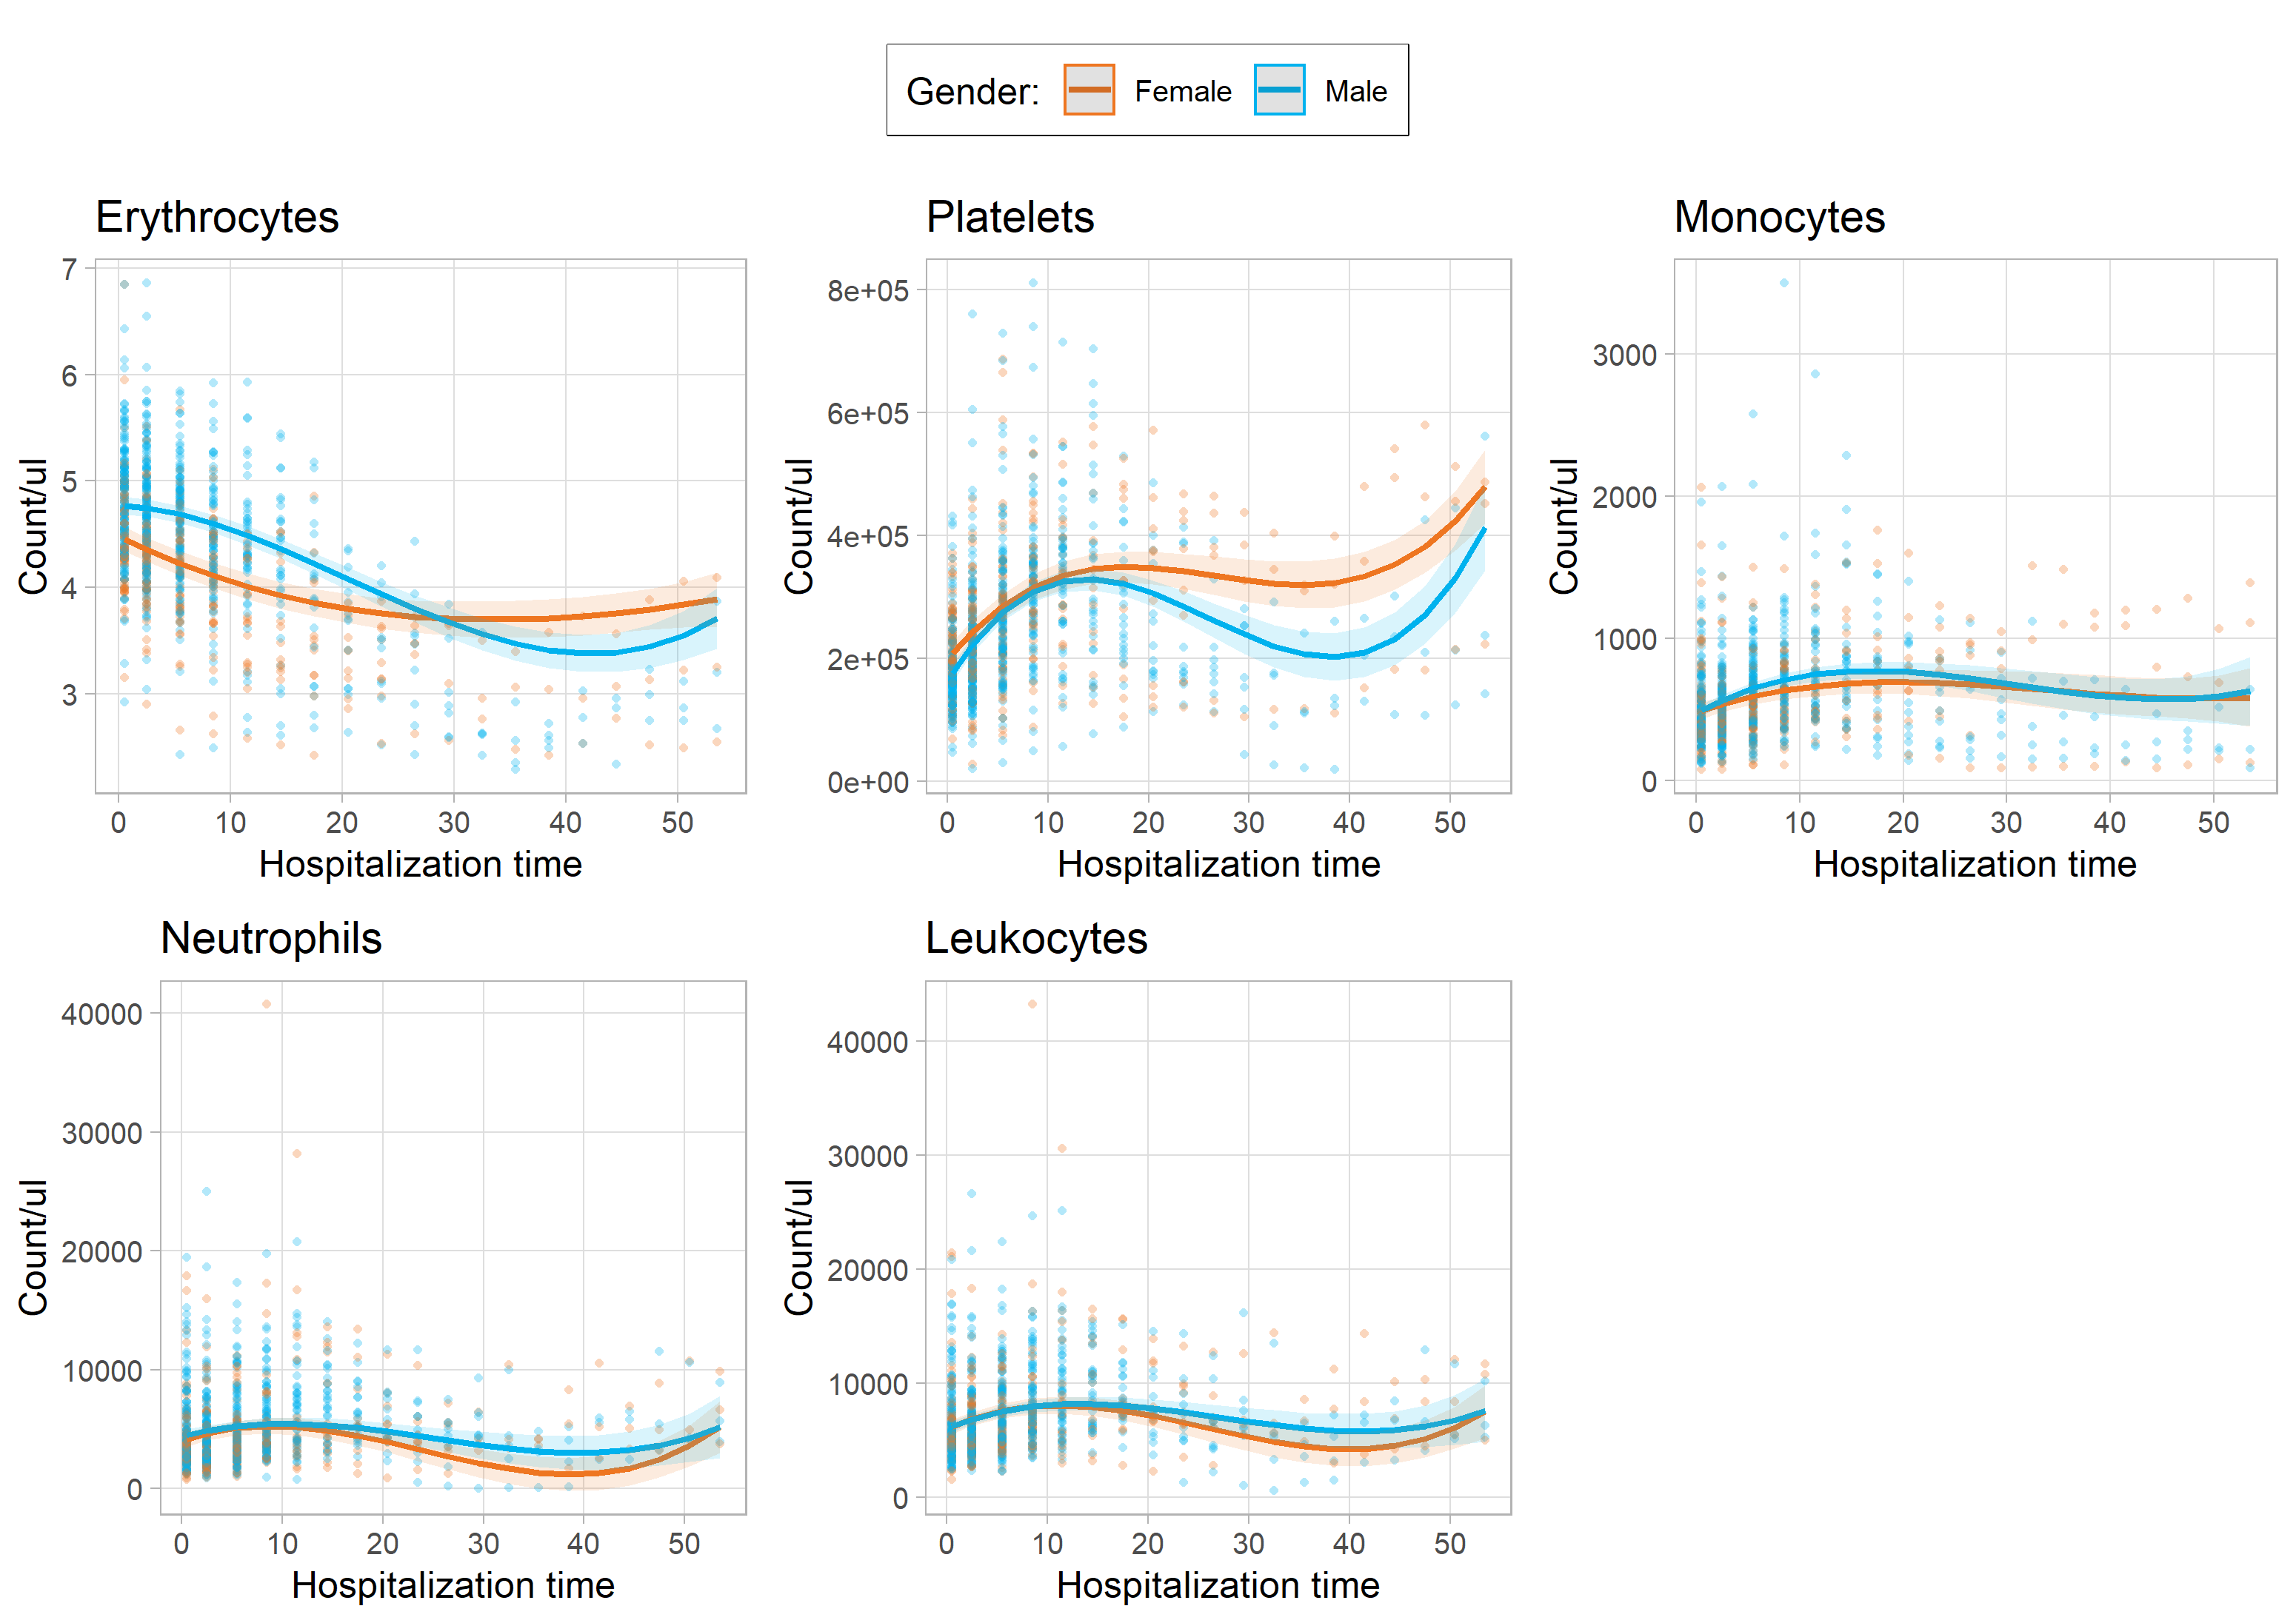 Gender: Female Male
Erythrocytes Platelets Monocytes
Count/ul
7
6
5
4
3
0 10 20 30 40 50
Hospitalization time
Count/ul
8e+05
6e+05
4e+05
2e+05
0e+00
0 10 20 30 40 50
Hospitalization time
Count/ul
3000
2000
1000
0
0 10 20 30 40 50
Hospitalization time
Neutrophils Leukocytes
Count/ul
40000
30000
20000
10000
0
0 10 20 30 40 50
Hospitalization time
Count/ul
40000
30000
20000
10000
0
0 10 20 30 40 50
Hospitalization time